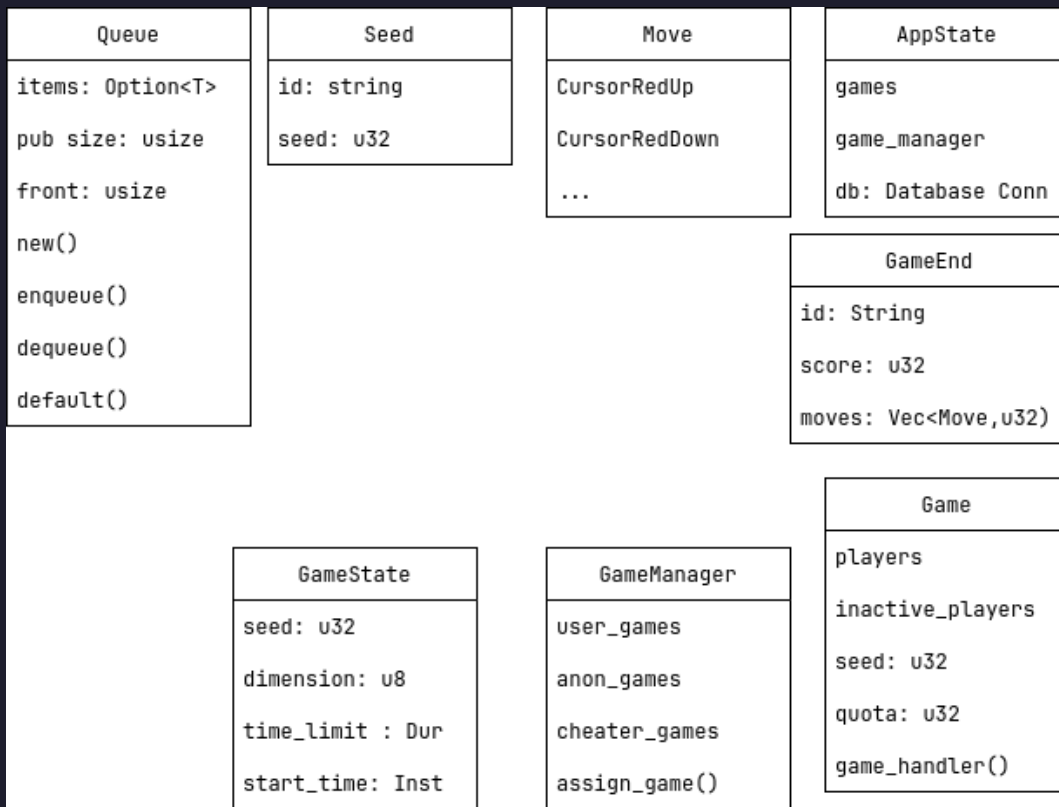 Queue
items: Option<T>
pub size: usize
front: usize
new()
enqueue()
dequeue()
default()
Seed
id: string
seed: u32
Move
CursorRedUp
CursorRedDown
...
AppState
games
game_manager
db: Database Conn
GameEnd
id: String
score: u32
moves: Vec<Move,u32)
GameState
seed: u32
dimension: u8
time_limit : Dur
start_time: Inst
GameManager
user_games
anon_games
cheater_games
assign_game()
Game
players
inactive_players
seed: u32
quota: u32
game_handler()